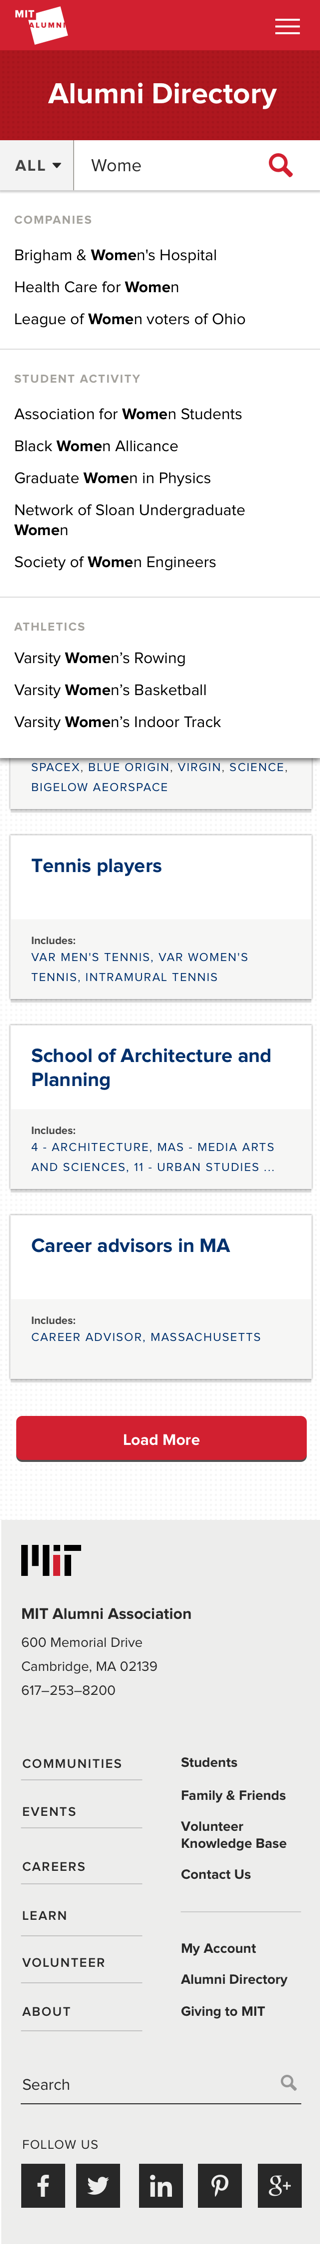 MIT
ALUMNI
Alumni Directory
ALL Women
COMPANIES
Brigham & Women's Hospital
Health Care for Women
League of Women voters of Ohio
STUDENT ACTIVITY
Association for Women Students
Black Women Allicance
Graduate Women in Physics
Network of Sloan Undergraduate
Women
Society of Women Engineers
ATHLETICS
Varsity Women’s Rowing
Varsity Women’s Basketball
Varsity Women’s Indoor Track
SPACEX, BLUE ORIGIN, VIRGIN, SCIENCE,
BIGELOW AEORSPACE
Tennis players
Includes:
VAR MEN'S TENNIS, VAR WOMEN'S
TENNIS, INTRAMURAL TENNIS
School of Architecture and
Planning
Includes:
4 - ARCHITECTURE, MAS - MEDIA ARTS
AND SCIENCES, 11 - URBAN STUDIES ...
Career advisors in MA
Includes:
CAREER ADVISOR, MASSACHUSETTS
Load More
MIT
MIT Alumni Association
600 Memorial Drive
Cambridge, MA 02139
617–253–8200
COMMUNITIES
EVENTS
CAREERS
LEARN
VOLUNTEER
ABOUT
Students
Family & Friends
Volunteer
Knowledge Base
Contact Us
My Account
Alumni Directory
Giving to MIT
Search
FOLLOW US
f
in
g+